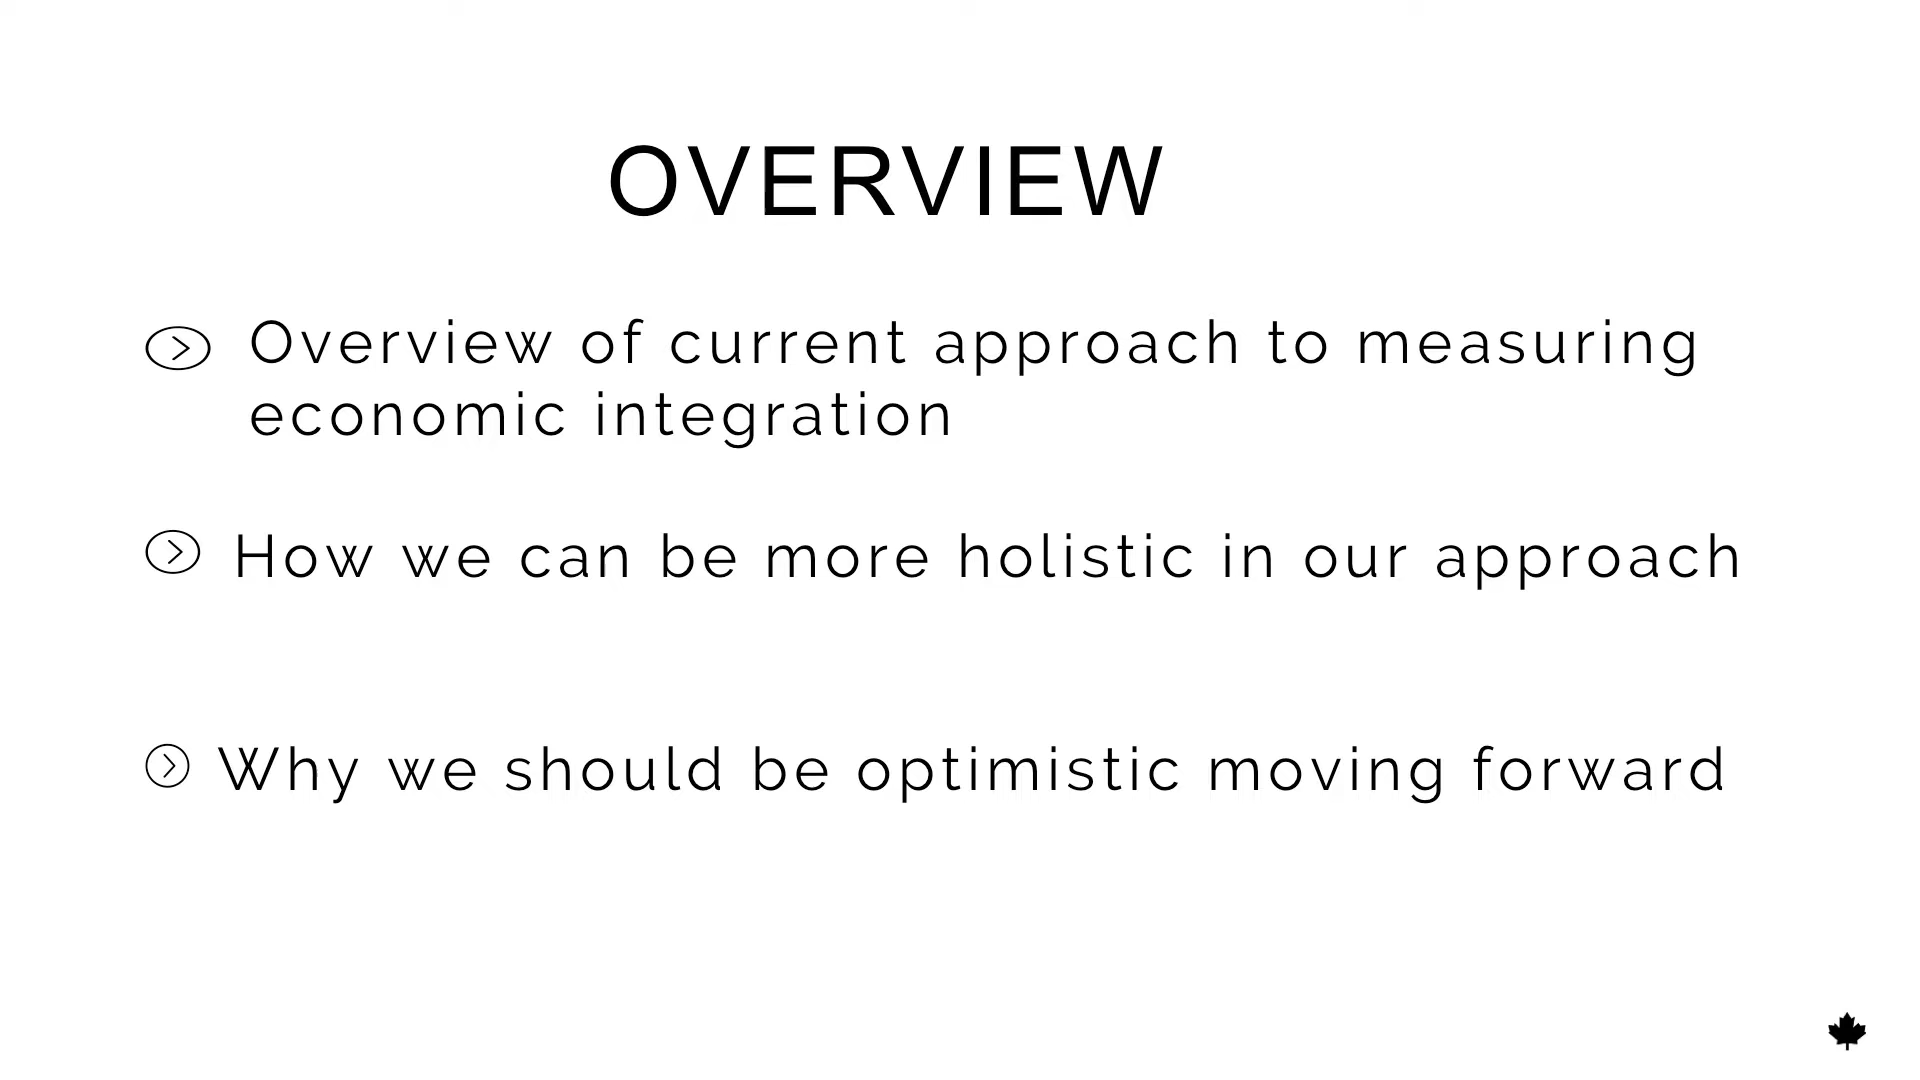 OVERVIEW
Overview of current approach to measuring
economic integration
How we can be more holistic in our approach
Why we should be optimistic moving forward